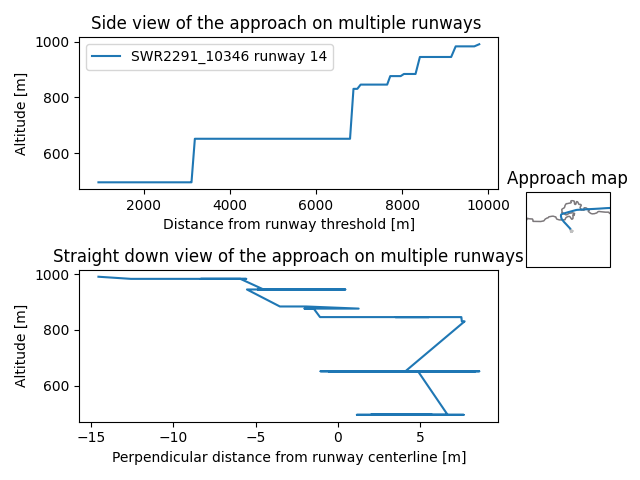 Side view of the approach on multiple runways
1000
800
600
Altitude [m]
SWR2291_10346 runway 14
2000
4000
6000
8000
10000
Distance from runway threshold [m]
Approach map
Straight down view of the approach on multiple runways
1000
800
600
Altitude [m]
−15
−10
−5
0
5
Perpendicular distance from runway centerline [m]